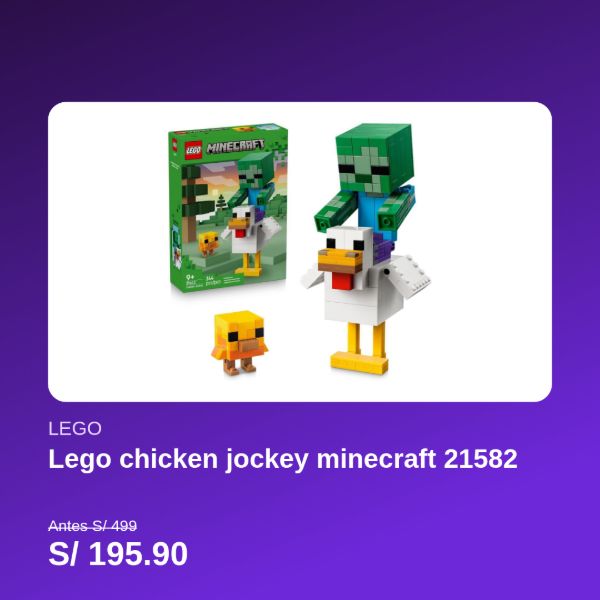 LEGO MINECRAFT
9+
LEGO
Lego chicken jockey minecraft 21582
Antes S/ 499
S/ 195.90